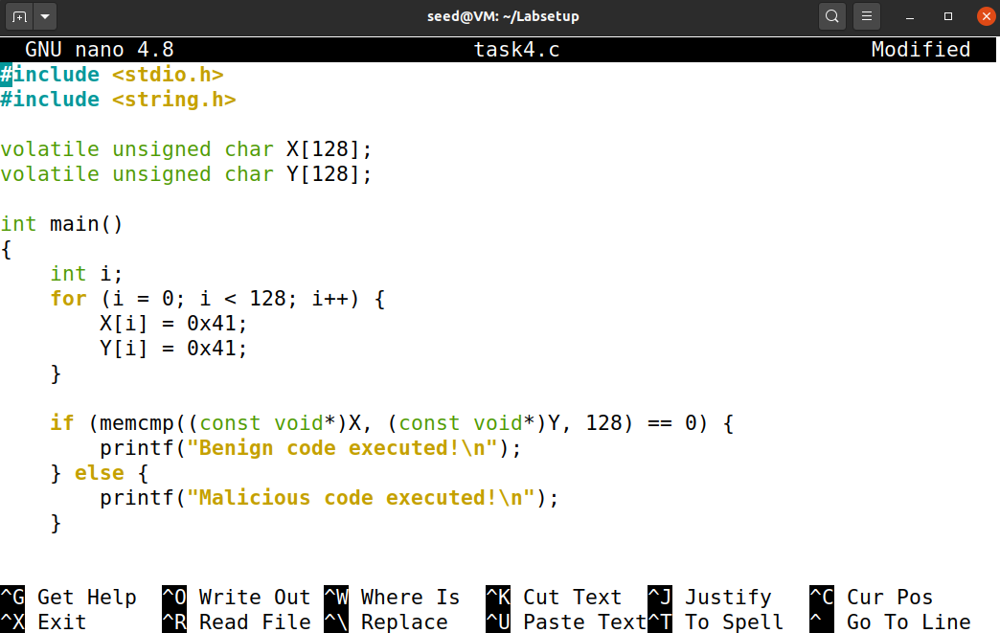 seed@VM: ~/Labsetup
GNU nano 4.8 task4.c Modified
#include <stdio.h>
#include <string.h>

volatile unsigned char X[128];
volatile unsigned char Y[128];

int main()
{
    int i;
    for (i = 0; i < 128; i++) {
        X[i] = 0x41;
        Y[i] = 0x41;
    }

    if (memcmp((const void*)X, (const void*)Y, 128) == 0) {
        printf("Benign code executed!\n");
    } else {
        printf("Malicious code executed!\n");
    }

^G Get Help ^O Write Out ^W Where Is ^K Cut Text ^J Justify ^C Cur Pos
^X Exit ^R Read File ^\ Replace ^U Paste Text ^T To Spell ^ Go To Line